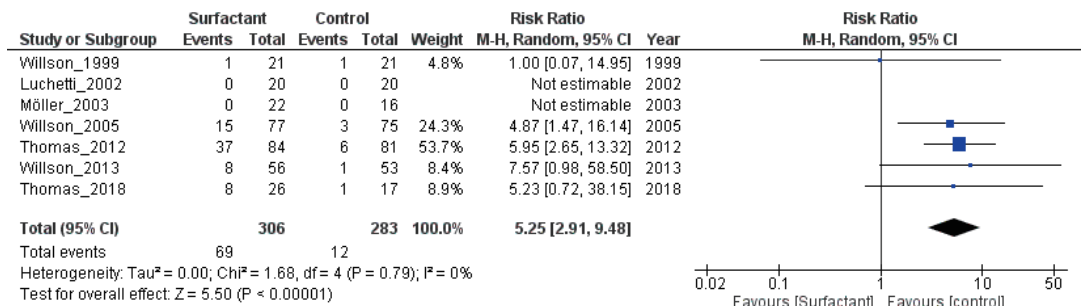 Surfactant Control Risk Ratio Risk Ratio
Study or Subgroup Events Total Events Total Weight M-H, Random, 95% CI Year M-H, Random, 95% CI
Willson_1999 1 21 1 21 4.8% 1.00 [0.07, 14.95] 1999
Luchetti_2002 0 20 0 20 Not estimable 2002
Möller_2003 0 22 0 16 Not estimable 2003
Willson_2005 15 77 3 75 24.3% 4.87 [1.47, 16.14] 2005
Thomas_2012 37 84 6 81 53.7% 5.95 [2.65, 13.32] 2012
Willson_2013 8 56 1 53 8.4% 7.57 [0.98, 58.50] 2013
Thomas_2018 8 26 1 17 8.9% 5.23 [0.72, 38.15] 2018
Total (95% CI) 306 283 100.0% 5.25 [2.91, 9.48]
Total events 69 12
Heterogeneity: Tau² = 0.00; Chi² = 1.68, df = 4 (P = 0.79); I² = 0%
Test for overall effect: Z = 5.50 (P < 0.00001)
0.02 0.1 1 10 50
Favours [Surfactant] Favours [control]